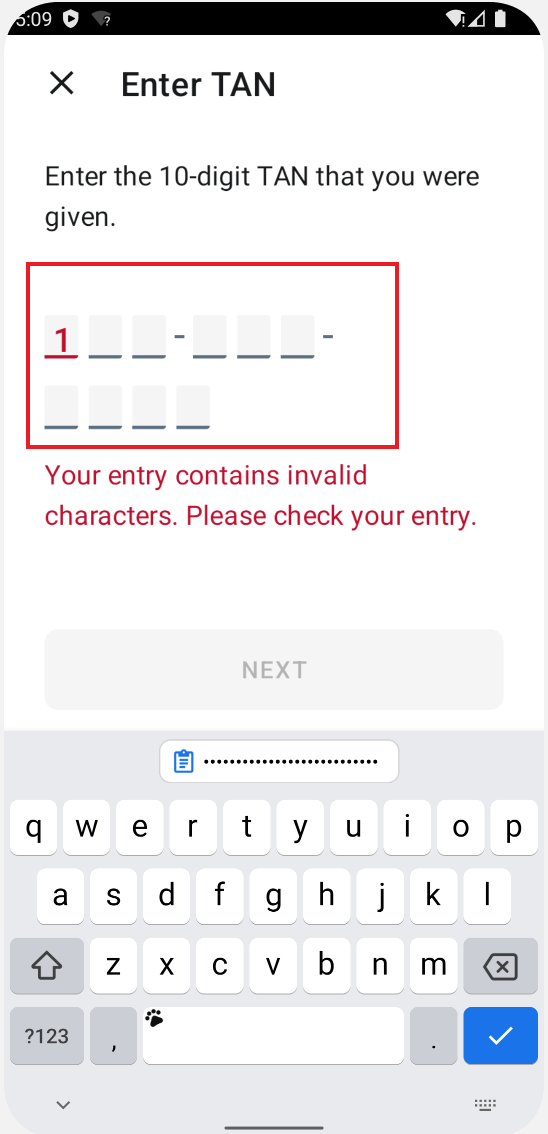 5:09
Enter TAN
Enter the 10-digit TAN that you were
given.
1 - -
Your entry contains invalid
characters. Please check your entry.
NEXT
q w e r t y u i o p
a s d f g h j k l
z x c v b n m
?123 , .